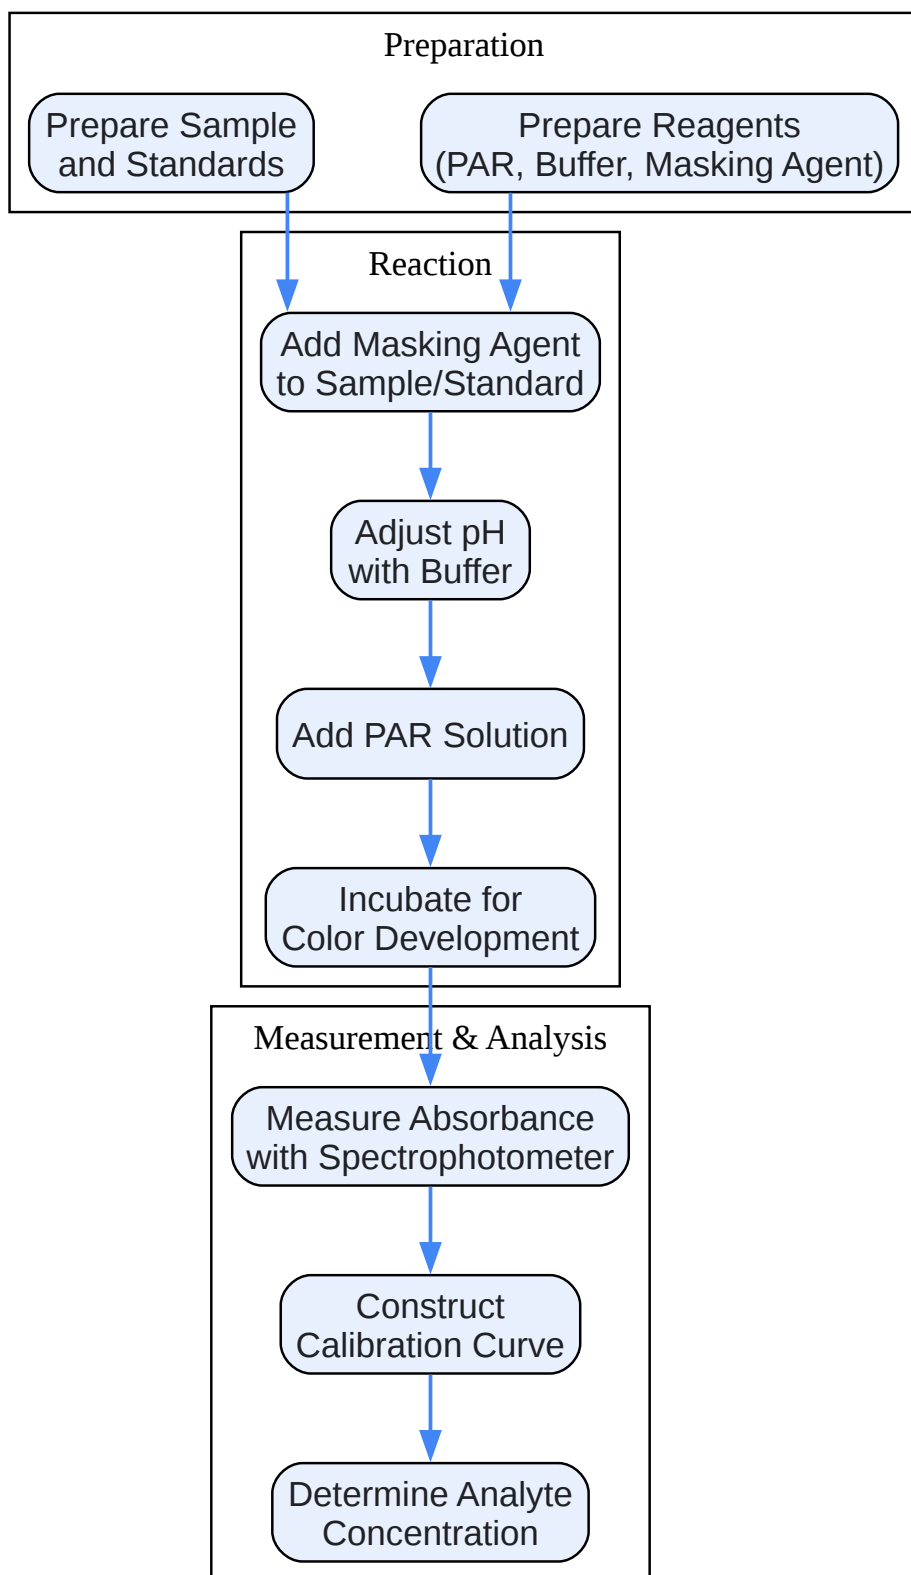 Preparation
Prepare Sample
and Standards
Prepare Reagents
(PAR, Buffer, Masking Agent)
Reaction
Add Masking Agent
to Sample/Standard
Adjust pH
with Buffer
Add PAR Solution
Incubate for
Color Development
Measurement & Analysis
Measure Absorbance
with Spectrophotometer
Construct
Calibration Curve
Determine Analyte
Concentration